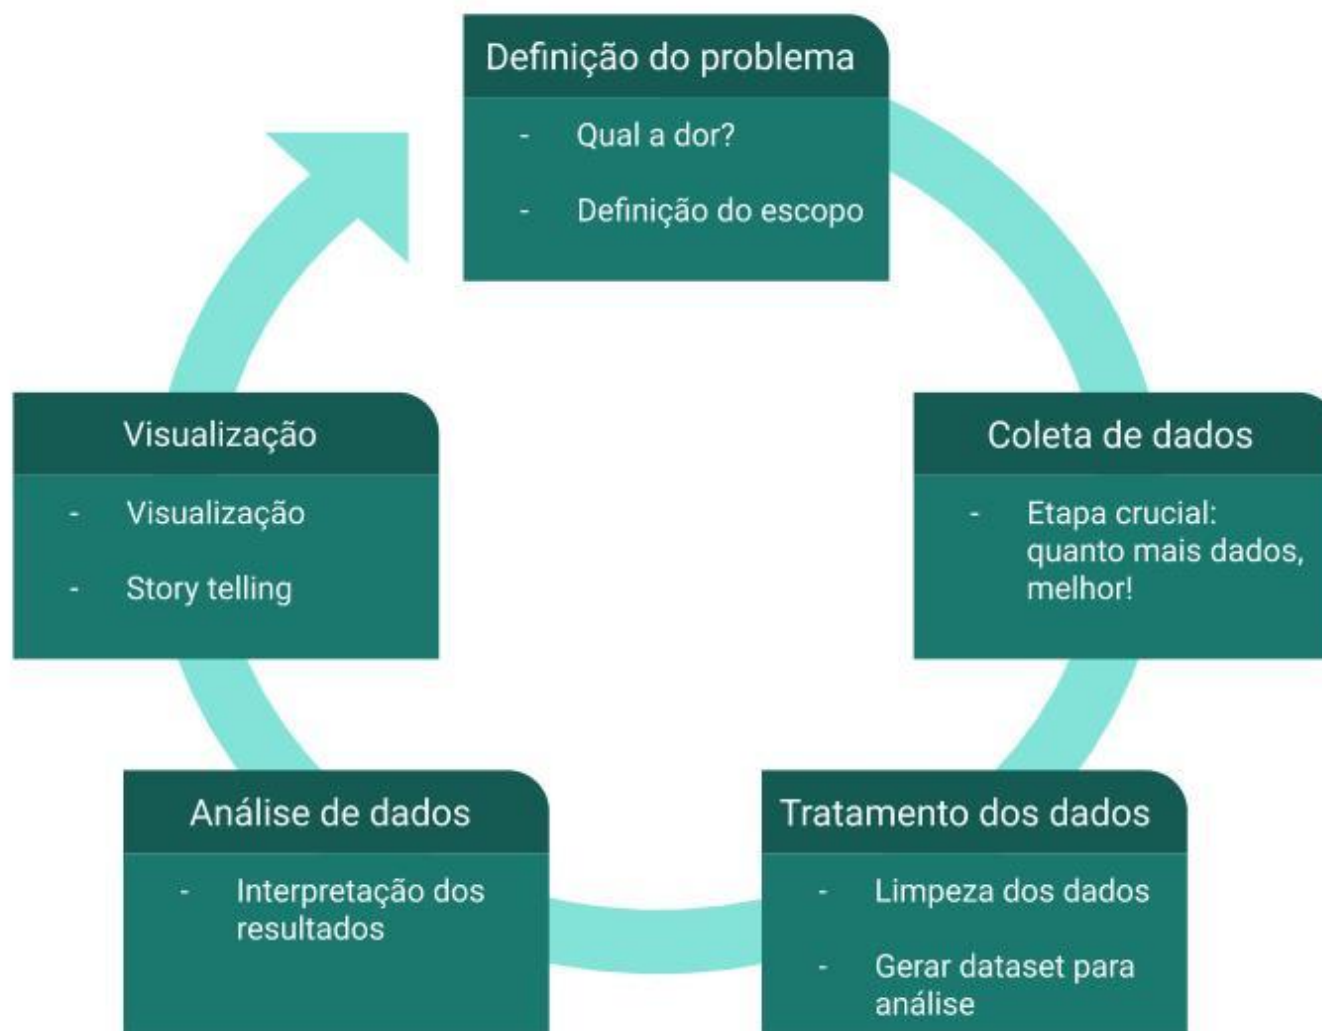 Definição do problema
- Qual a dor?
- Definição do escopo
Coleta de dados
- Etapa crucial:
quanto mais dados,
melhor!
Tratamento dos dados
- Limpeza dos dados
- Gerar dataset para
análise
Análise de dados
- Interpretação dos
resultados
Visualização
- Visualização
- Story telling